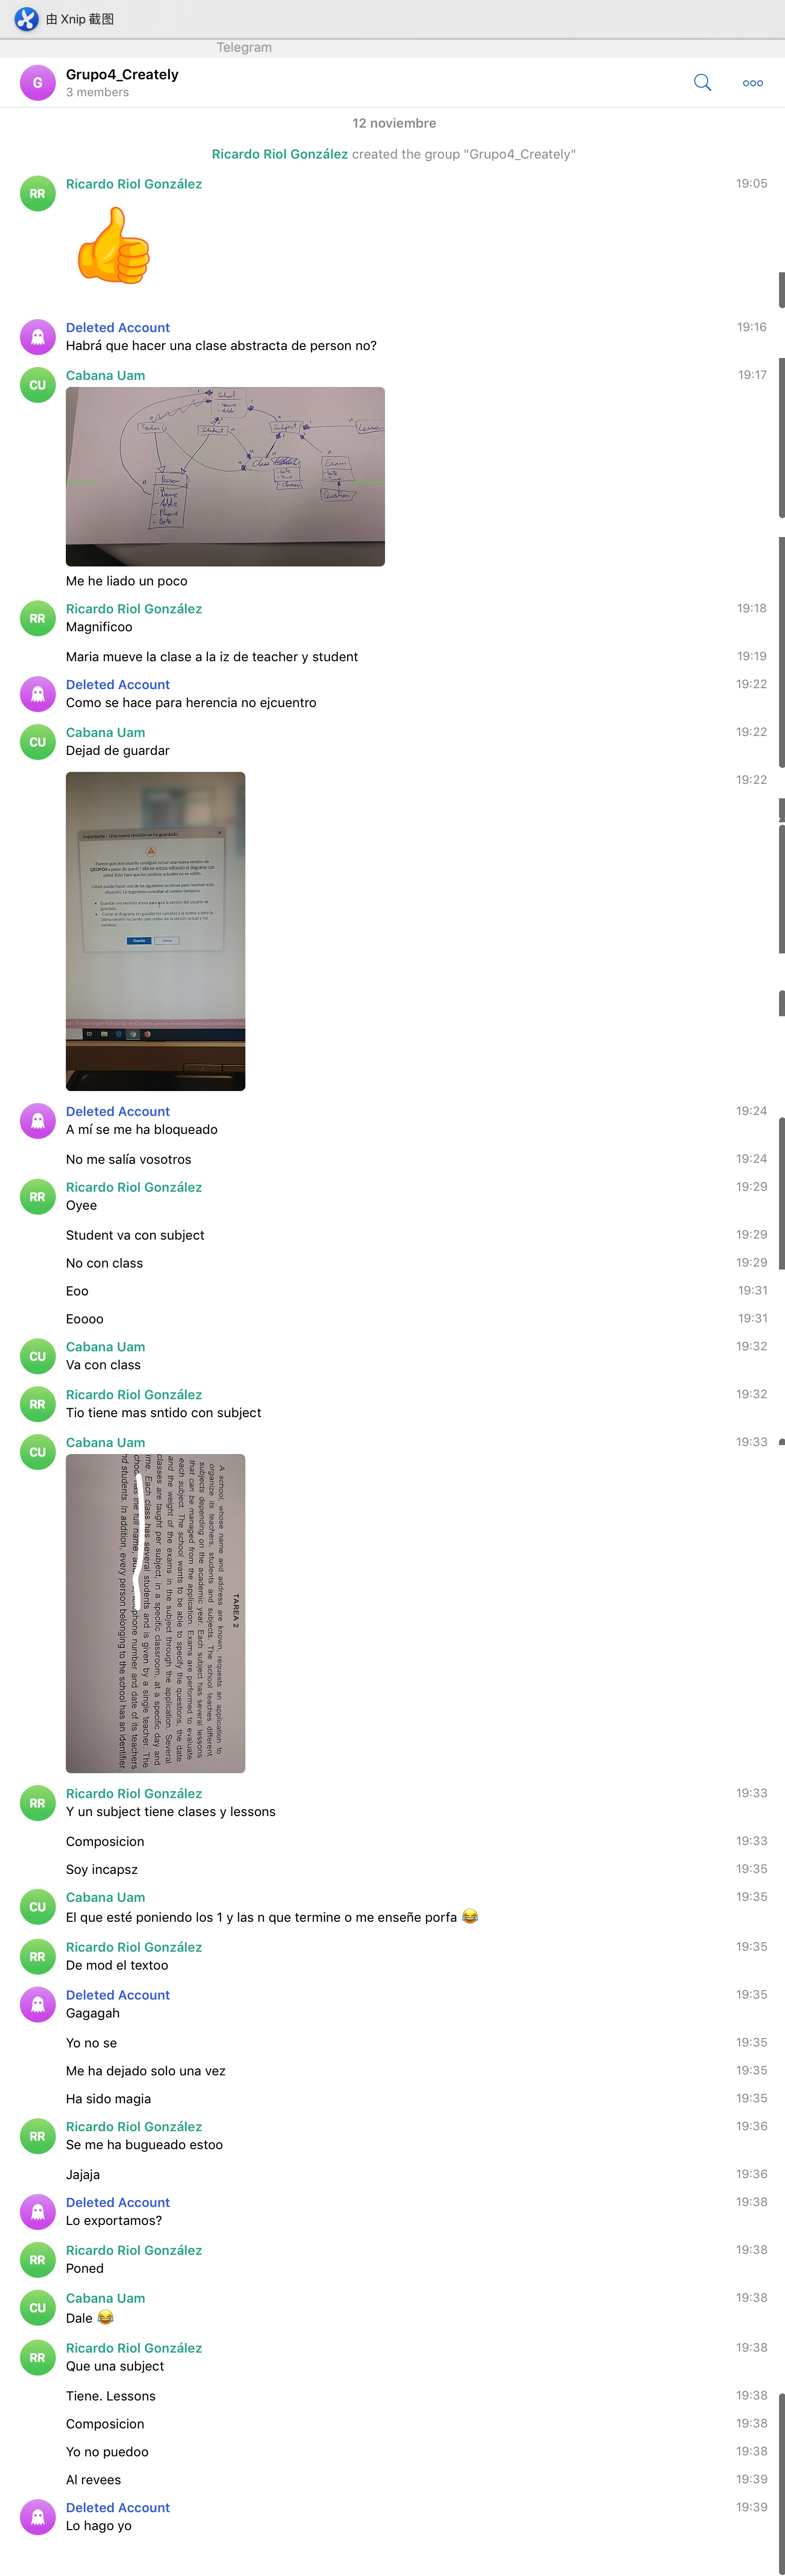 由 Xnip 截图
Telegram
G
Grupo4_Creately
3 members
12 noviembre
Ricardo Riol González created the group "Grupo4_Creately"
RR
Ricardo Riol González
19:05
Deleted Account
19:16
Habrá que hacer una clase abstracta de person no?
CU
Cabana Uam
19:17
School
Teacher
Student
Subject
Lesson
Class
Exam
Question
Person
- Name
- Phone
Me he liado un poco
RR
Ricardo Riol González
19:18
Magnificoo
Maria mueve la clase a la iz de teacher y student
19:19
Deleted Account
19:22
Como se hace para herencia no ejcuentro
CU
Cabana Uam
19:22
Dejad de guardar
19:22
Importante - Una nueva revisión se ha guardado.
Guardar
Deleted Account
19:24
A mí se me ha bloqueado
No me salía vosotros
19:24
RR
Ricardo Riol González
19:29
Oyee
Student va con subject
19:29
No con class
19:29
Eoo
19:31
Eoooo
19:31
CU
Cabana Uam
19:32
Va con class
RR
Ricardo Riol González
19:32
Tio tiene mas sntido con subject
CU
Cabana Uam
19:33
TAREA 2
A school, whose name and address are known, requests an application to
organize its teachers, students and subjects. The school teaches different
subjects depending on the academic year. Each subject has several lessons
that can be managed from the application. Exams are performed to evaluate
each subject. The school wants to be able to specify the questions, the date
and the weight of the exams in the subject through the application. Several
classes are taught per subject, in a specific classroom, at a specific day and
ime. Each class has several students and is given by a single teacher. The
phone number and date of its teachers
nd students. In addition, every person belonging to the school has an identifier.
RR
Ricardo Riol González
19:33
Y un subject tiene clases y lessons
Composicion
19:33
Soy incapsz
19:35
CU
Cabana Uam
19:35
El que esté poniendo los 1 y las n que termine o me enseñe porfa 😂
RR
Ricardo Riol González
19:35
De mod el textoo
Deleted Account
19:35
Gagagah
Yo no se
19:35
Me ha dejado solo una vez
19:35
Ha sido magia
19:35
RR
Ricardo Riol González
19:36
Se me ha bugueado estoo
Jajaja
19:36
Deleted Account
19:38
Lo exportamos?
RR
Ricardo Riol González
19:38
Poned
CU
Cabana Uam
19:38
Dale 😂
RR
Ricardo Riol González
19:38
Que una subject
Tiene. Lessons
19:38
Composicion
19:38
Yo no puedoo
19:38
Al revees
19:39
Deleted Account
19:39
Lo hago yo